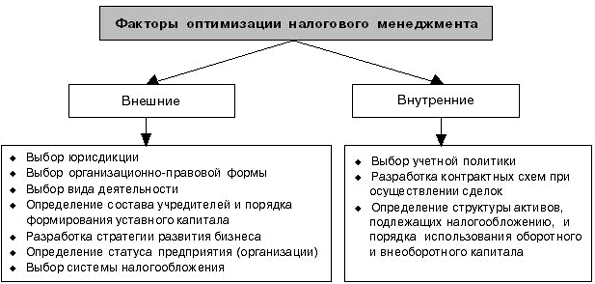 Факторы оптимизации налогового менеджмента
Внешние
Внутренние
◆ Выбор юрисдикции
◆ Выбор организационно-правовой формы
◆ Выбор вида деятельности
◆ Определение состава учредителей и порядка
формирования уставного капитала
◆ Разработка стратегии развития бизнеса
◆ Определение статуса предприятия (организации)
◆ Выбор системы налогообложения
◆ Выбор учетной политики
◆ Разработка контрактных схем при
осуществлении сделок
◆ Определение структуры активов,
подлежащих налогообложению, и
порядка использования оборотного
и внеоборотного капитала